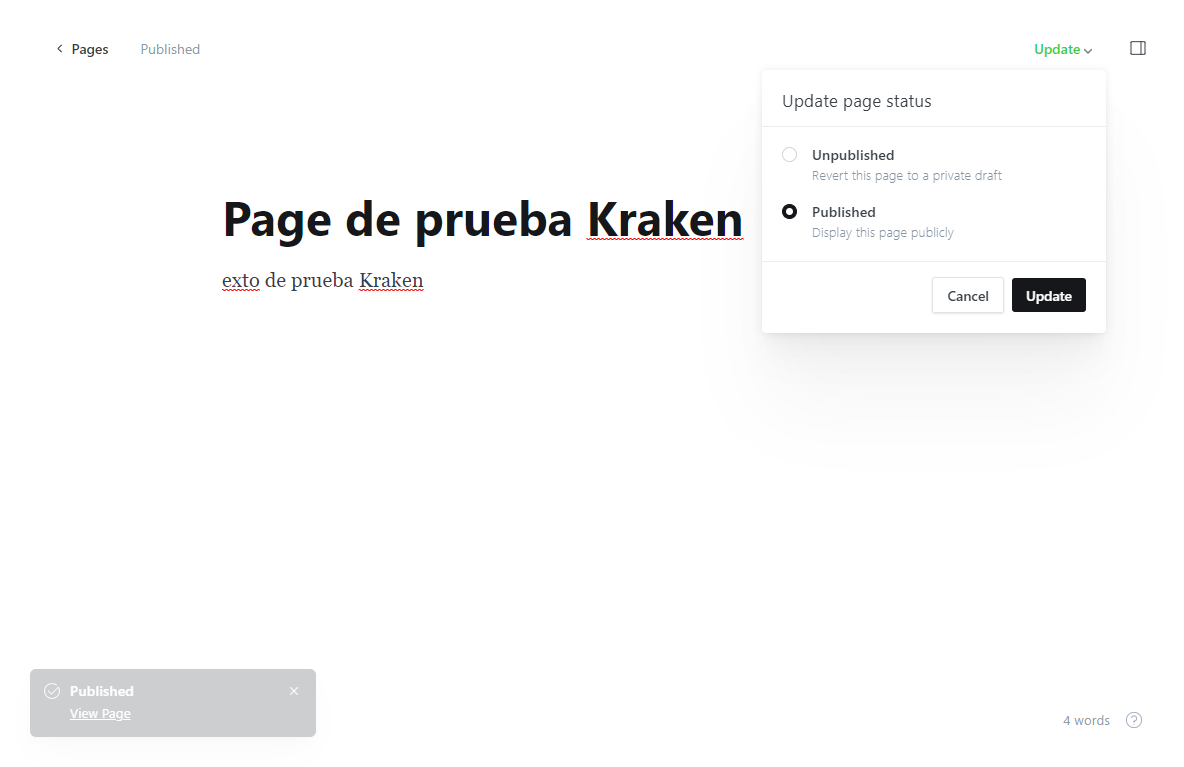 Pages
Published
Update
Update page status
Unpublished
Revert this page to a private draft
Published
Display this page publicly
Cancel
Update
Page de prueba Kraken
exto de prueba Kraken
Published
View Page
4 words
?